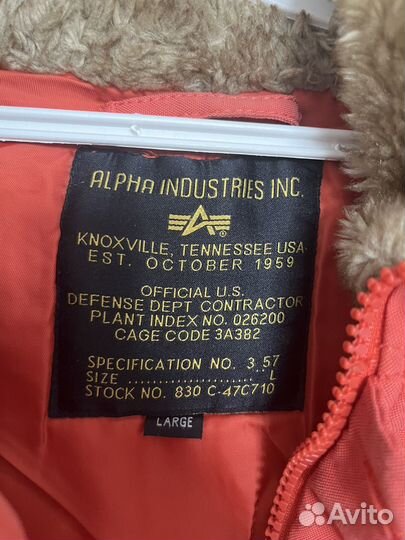 ALPHA INDUSTRIES INC.
KNOXVILLE, TENNESSEE USA
EST. OCTOBER 1959
OFFICIAL U.S.
DEFENSE DEPT CONTRACTOR
PLANT INDEX NO. 026200
CAGE CODE 3A382
SPECIFICATION NO. 3.57
SIZE ........................ L
STOCK NO. 830 C-47C710
LARGE
Avito